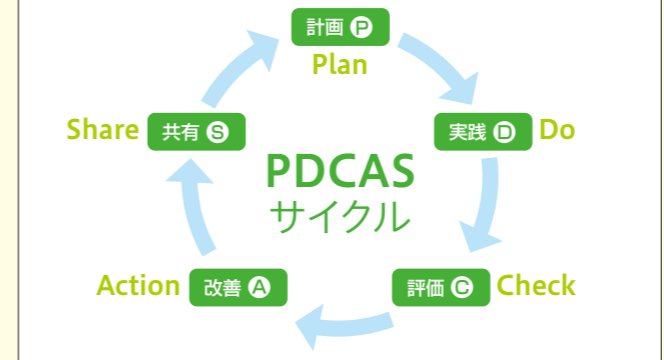 計画 P
Plan
Share 共有 S
実践 D Do
PDCAS
サイクル
Action 改善 A
評価 C Check